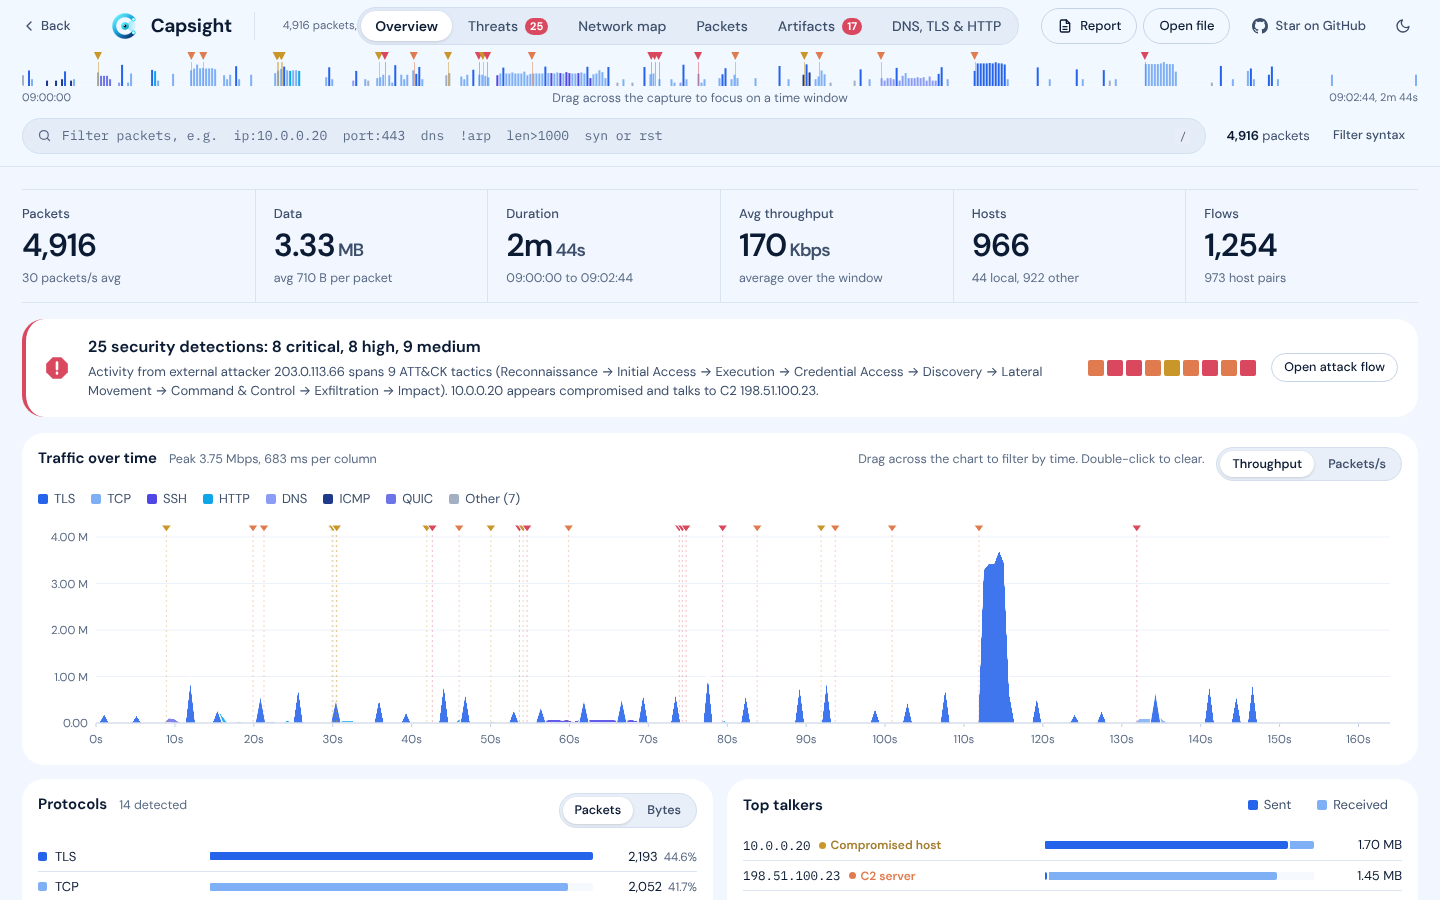 Back
Capsight
4,916 packets,
Overview
Threats 25
Network map
Packets
Artifacts 17
DNS, TLS & HTTP
Report
Open file
Star on GitHub
09:00:00
Drag across the capture to focus on a time window
09:02:44, 2m 44s
Filter packets, e.g. ip:10.0.0.20 port:443 dns !arp len>1000 syn or rst
/
4,916 packets
Filter syntax
Packets
4,916
30 packets/s avg
Data
3.33 MB
avg 710 B per packet
Duration
2m 44s
09:00:00 to 09:02:44
Avg throughput
170 Kbps
average over the window
Hosts
966
44 local, 922 other
Flows
1,254
973 host pairs
25 security detections: 8 critical, 8 high, 9 medium
Activity from external attacker 203.0.113.66 spans 9 ATT&CK tactics (Reconnaissance → Initial Access → Execution → Credential Access → Discovery → Lateral
Movement → Command & Control → Exfiltration → Impact). 10.0.0.20 appears compromised and talks to C2 198.51.100.23.
Open attack flow
Traffic over time
Peak 3.75 Mbps, 683 ms per column
Drag across the chart to filter by time. Double-click to clear.
Throughput
Packets/s
TLS
TCP
SSH
HTTP
DNS
ICMP
QUIC
Other (7)
4.00 M
3.00 M
2.00 M
1.00 M
0.00
0s
10s
20s
30s
40s
50s
60s
70s
80s
90s
100s
110s
120s
130s
140s
150s
160s
Protocols
14 detected
Packets
Bytes
TLS
2,193 44.6%
TCP
2,052 41.7%
Top talkers
Sent
Received
10.0.0.20 Compromised host
1.70 MB
198.51.100.23 C2 server
1.45 MB